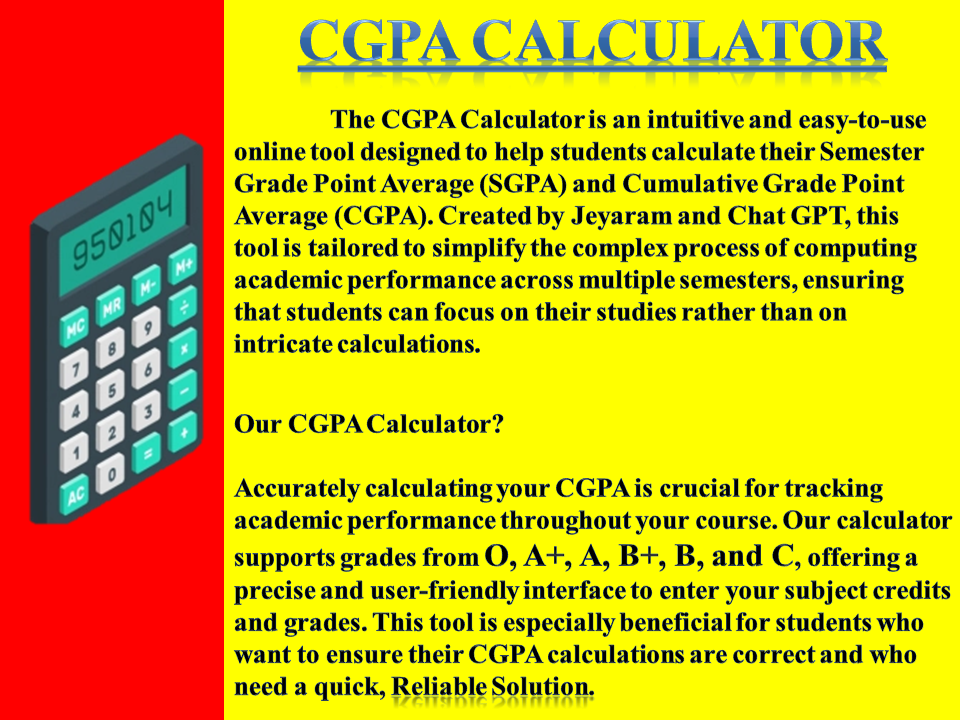 CGPA CALCULATOR
The CGPA Calculator is an intuitive and easy-to-use
online tool designed to help students calculate their Semester
Grade Point Average (SGPA) and Cumulative Grade Point
Average (CGPA). Created by Jeyaram and Chat GPT, this
tool is tailored to simplify the complex process of computing
academic performance across multiple semesters, ensuring
that students can focus on their studies rather than on
intricate calculations.
Our CGPA Calculator?
Accurately calculating your CGPA is crucial for tracking
academic performance throughout your course. Our calculator
supports grades from O, A+, A, B+, B, and C, offering a
precise and user-friendly interface to enter your subject credits
and grades. This tool is especially beneficial for students who
want to ensure their CGPA calculations are correct and who
need a quick, Reliable Solution.
950104
MC MR M- M+
7 8 9 ÷
4 5 6 x
1 2 3 -
AC 0 = +